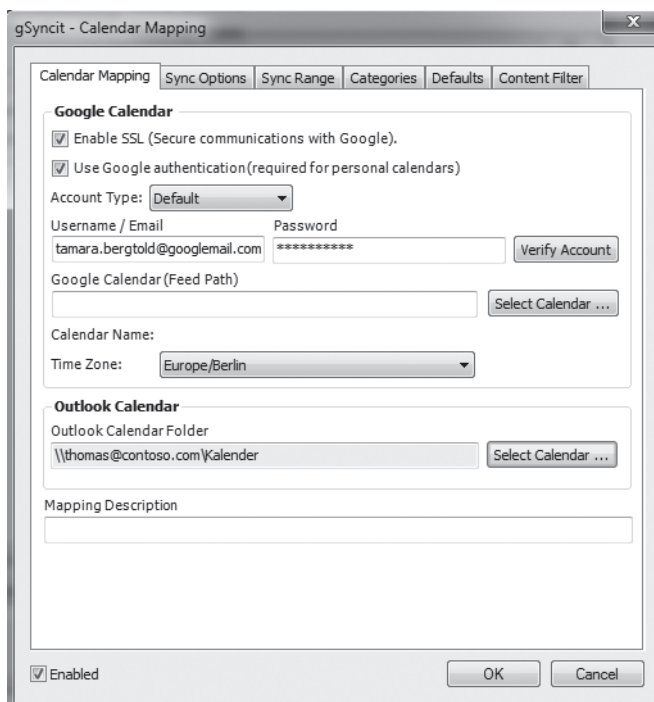 gSyncit - Calendar Mapping
X
Calendar Mapping Sync Options Sync Range Categories Defaults Content Filter
Google Calendar
Enable SSL (Secure communications with Google).
Use Google authentication(required for personal calendars)
Account Type: Default
Username / Email Password
tamara.bergtold@googlemail.com ********** Verify Account
Google Calendar (Feed Path)
Select Calendar ...
Calendar Name:
Time Zone: Europe/Berlin
Outlook Calendar
Outlook Calendar Folder
\\thomas@contoso.com\Kalender Select Calendar ...
Mapping Description
Enabled OK Cancel